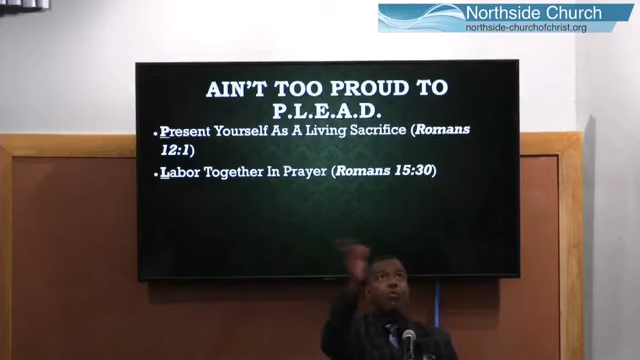 Northside Church
northside-churchofchrist.org
AIN'T TOO PROUD TO
P.L.E.A.D.
• Present Yourself As A Living Sacrifice (Romans
12:1)
• Labor Together In Prayer (Romans 15:30)